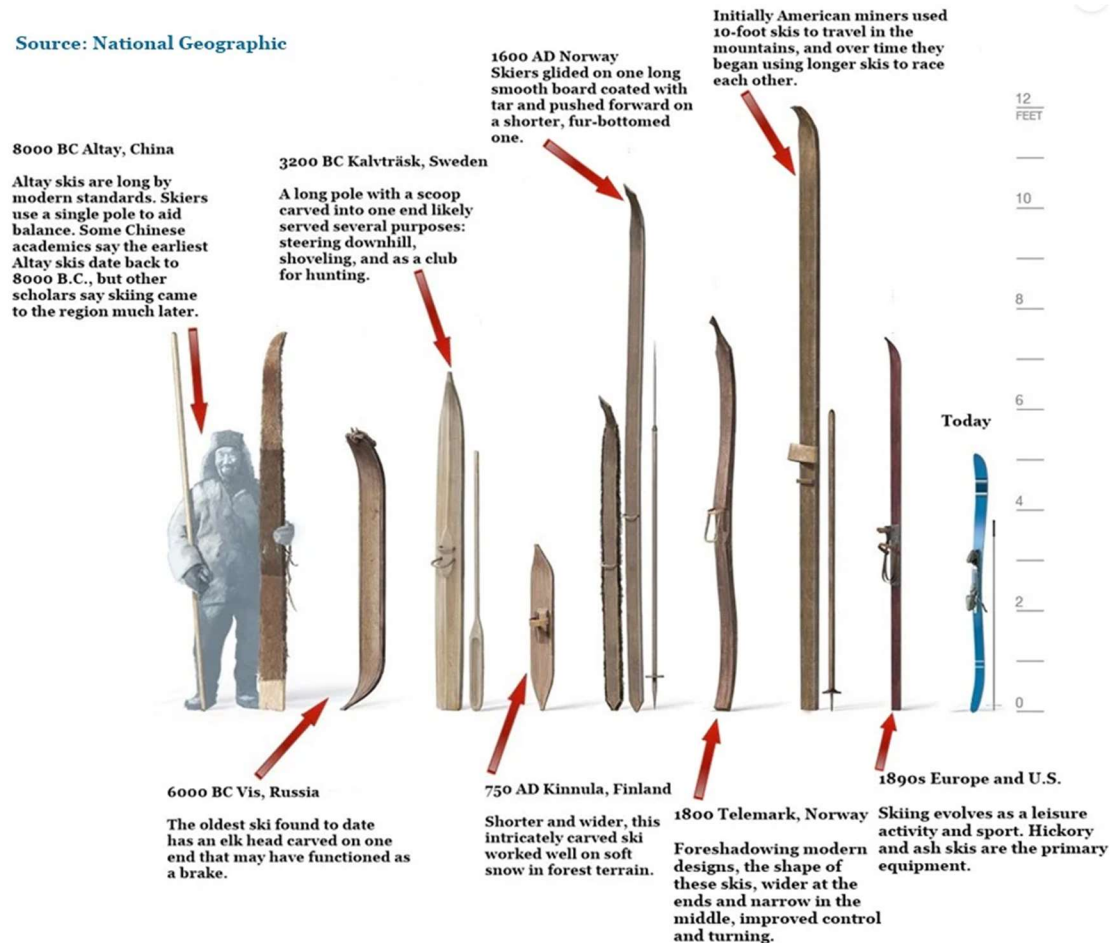 Source: National Geographic
8000 BC Altay, China
Altay skis are long by
modern standards. Skiers
use a single pole to aid
balance. Some Chinese
academics say the earliest
Altay skis date back to
8000 B.C., but other
scholars say skiing came
to the region much later.
6000 BC Vis, Russia
The oldest ski found to date
has an elk head carved on one
end that may have functioned as
a brake.
3200 BC Kalvträsk, Sweden
A long pole with a scoop
carved into one end likely
served several purposes:
steering downhill,
shoveling, and as a club
for hunting.
750 AD Kinnula, Finland
Shorter and wider, this
intricately carved ski
worked well on soft
snow in forest terrain.
1600 AD Norway
Skiers glided on one long
smooth board coated with
tar and pushed forward on
a shorter, fur-bottomed
one.
1800 Telemark, Norway
Foreshadowing modern
designs, the shape of
these skis, wider at the
ends and narrow in the
middle, improved control
and turning.
Initially American miners used
10-foot skis to travel in the
mountains, and over time they
began using longer skis to race
each other.
1890s Europe and U.S.
Skiing evolves as a leisure
activity and sport. Hickory
and ash skis are the primary
equipment.
Today
12
FEET
10
8
6
4
2
0